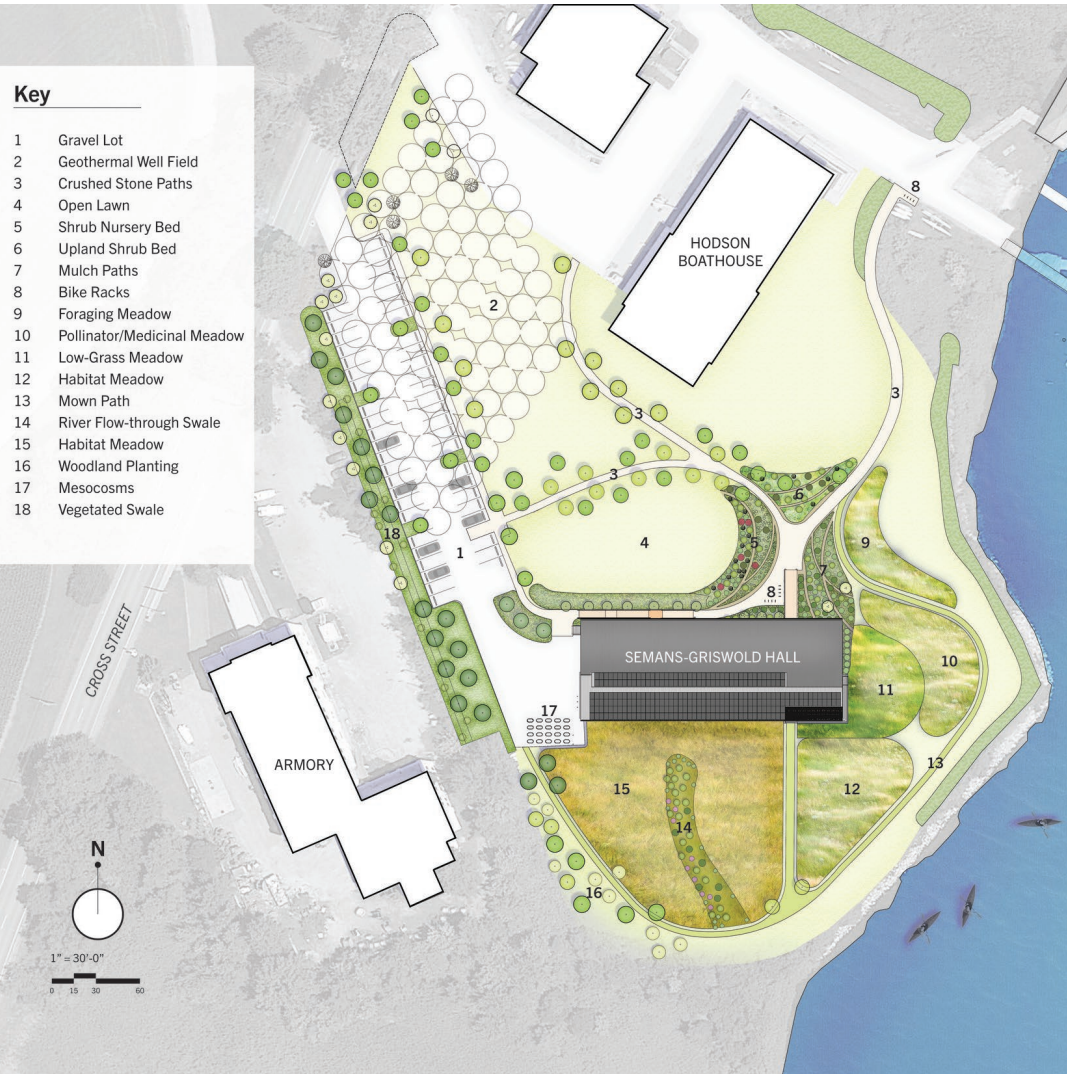 Key
1 Gravel Lot
2 Geothermal Well Field
3 Crushed Stone Paths
4 Open Lawn
5 Shrub Nursery Bed
6 Upland Shrub Bed
7 Mulch Paths
8 Bike Racks
9 Foraging Meadow
10 Pollinator/Medicinal Meadow
11 Low-Grass Meadow
12 Habitat Meadow
13 Mown Path
14 River Flow-through Swale
15 Habitat Meadow
16 Woodland Planting
17 Mesocosms
18 Vegetated Swale
8
HODSON
BOATHOUSE
2
3
3
3
6
18
1
4
5
9
7
8
CROSS STREET
SEMANS-GRISWOLD HALL
10
11
17
ARMORY
13
15
12
14
N
16
1" = 30'-0"
0 15 30 60